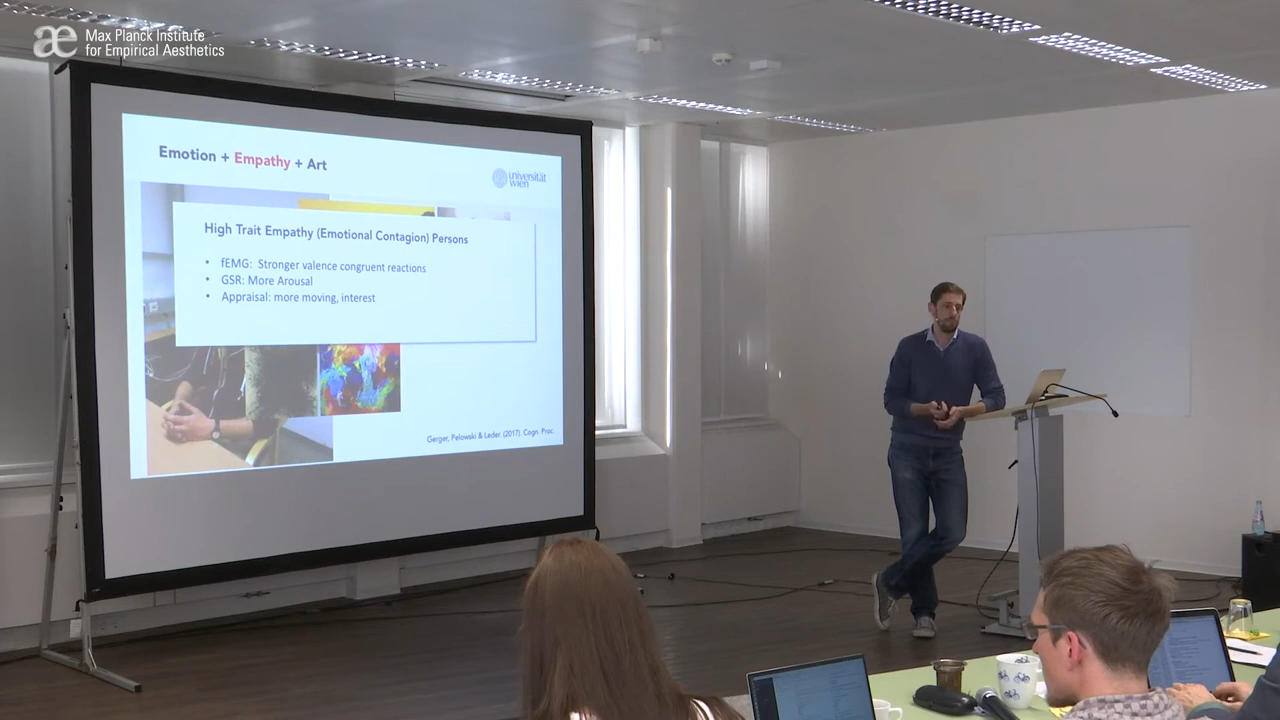 Max Planck Institute
for Empirical Aesthetics
Emotion + Empathy + Art
universität
wien
High Trait Empathy (Emotional Contagion) Persons
• fEMG: Stronger valence congruent reactions
• GSR: More Arousal
• Appraisal: more moving, interest
Gerger, Pelowski & Leder. (2017). Cogn. Proc.